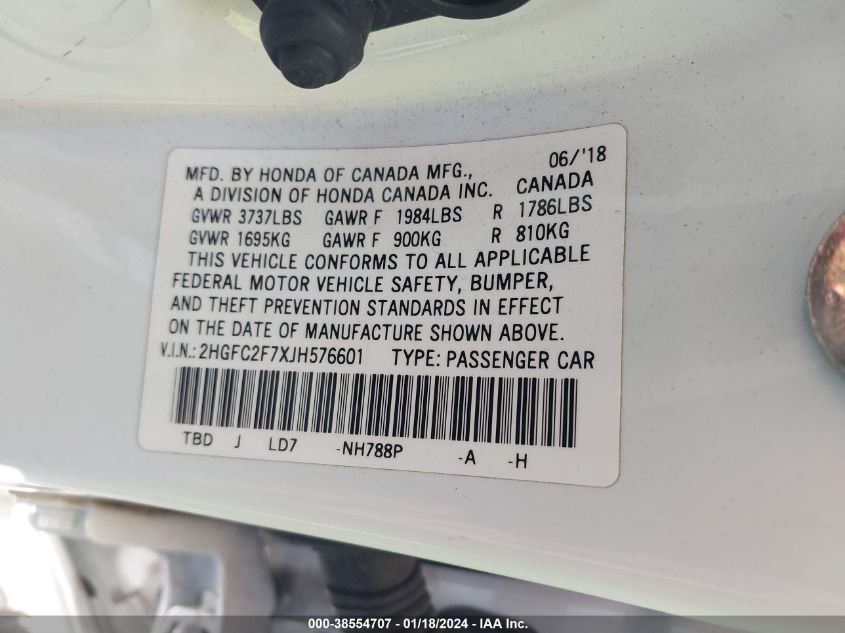 06/'18
MFD. BY HONDA OF CANADA MFG.,
A DIVISION OF HONDA CANADA INC. CANADA
GVWR 3737LBS GAWR F 1984LBS R 1786LBS
GVWR 1695KG GAWR F 900KG R 810KG
THIS VEHICLE CONFORMS TO ALL APPLICABLE
FEDERAL MOTOR VEHICLE SAFETY, BUMPER,
AND THEFT PREVENTION STANDARDS IN EFFECT
ON THE DATE OF MANUFACTURE SHOWN ABOVE.
V.I.N.: 2HGFC2F7XJH576601 TYPE: PASSENGER CAR
TBD J LD7 -NH788P -A -H
000-38554707 - 01/18/2024 - IAA Inc.